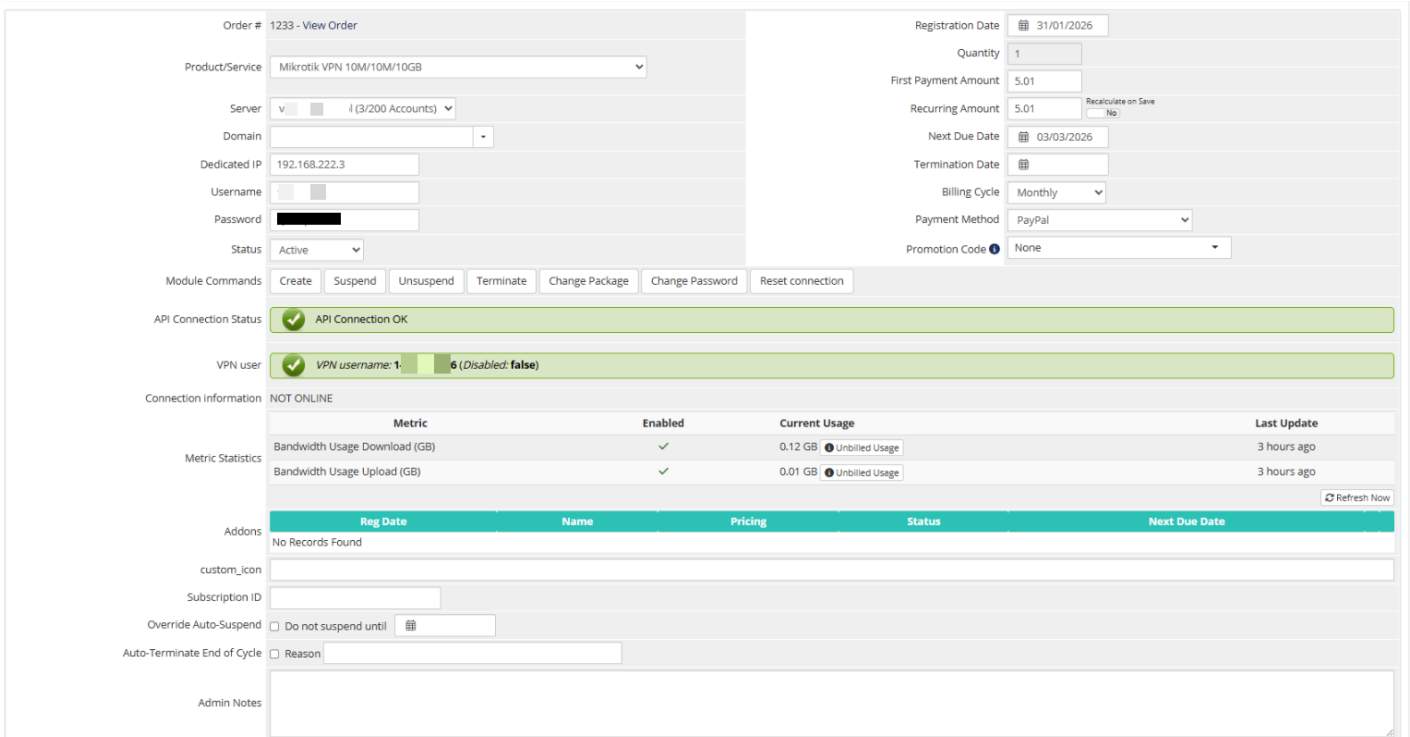 Order # 1233 - View Order Registration Date 31/01/2026
Quantity 1
Product/Service Mikrotik VPN 10M/10M/10GB
First Payment Amount 5.01
Server v l (3/200 Accounts) Recurring Amount 5.01 Recalculate on Save No
Domain Next Due Date 03/03/2026
Dedicated IP 192.168.222.3 Termination Date
Username Billing Cycle Monthly
Password Payment Method PayPal
Status Active Promotion Code None
Module Commands Create Suspend Unsuspend Terminate Change Package Change Password Reset connection
API Connection Status API Connection OK
VPN user VPN username: 1 6 (Disabled: false)
Connection information NOT ONLINE
Metric Enabled Current Usage Last Update
Metric Statistics
Bandwidth Usage Download (GB) 0.12 GB Unbilled Usage 3 hours ago
Bandwidth Usage Upload (GB) 0.01 GB Unbilled Usage 3 hours ago
Refresh Now
Addons
Reg Date Name Pricing Status Next Due Date
No Records Found
custom_icon
Subscription ID
Override Auto-Suspend Do not suspend until
Auto-Terminate End of Cycle Reason
Admin Notes